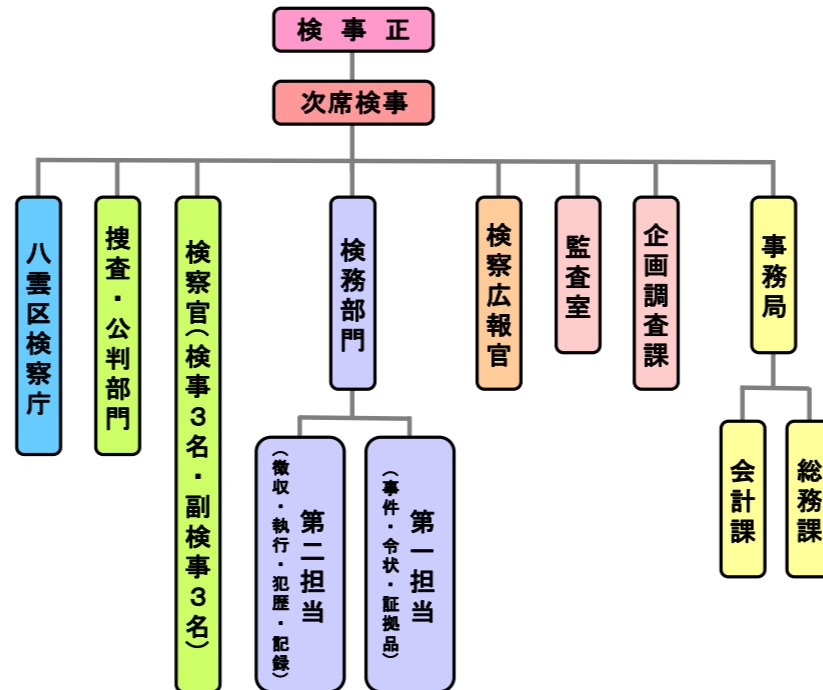 検事正
次席検事
八雲区検察庁
捜査・公判部門
検察官（検事３名・副検事３名）
検務部門
検察広報官
監査室
企画調査課
事務局
第二担当
（徴収・執行・犯歴・記録）
第一担当
（事件・令状・証拠品）
会計課
総務課